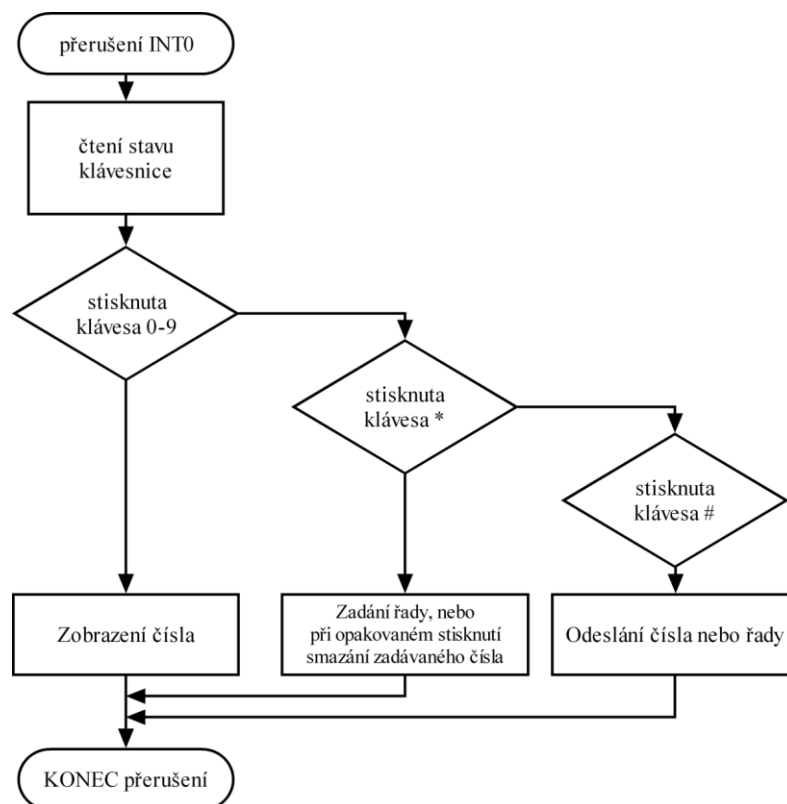 přerušení INT0
čtení stavu
klávesnice
stisknuta
klávesa 0-9
stisknuta
klávesa *
stisknuta
klávesa #
Zobrazení čísla
Zadání řady, nebo
při opakovaném stisknutí
smazání zadávaného čísla
Odeslání čísla nebo řady
KONEC přerušení